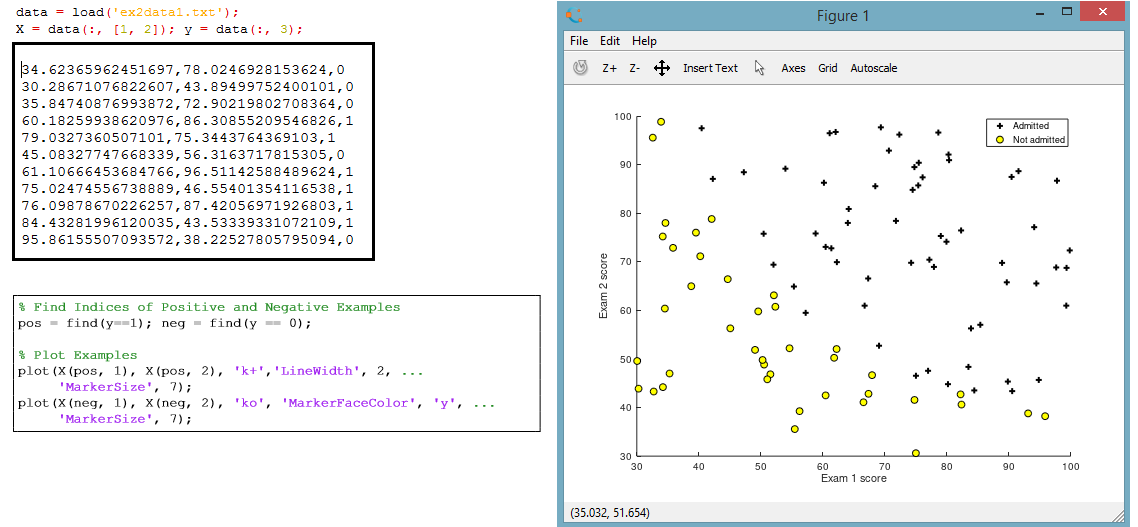 data = load('ex2data1.txt');
X = data(:, [1, 2]); y = data(:, 3);
34.62365962451697,78.0246928153624,0
30.28671076822607,43.89499752400101,0
35.84740876993872,72.90219802708364,0
60.18259938620976,86.30855209546826,1
79.0327360507101,75.3443764369103,1
45.08327747668339,56.3163717815305,0
61.10666453684766,96.51142588489624,1
75.02474556738889,46.55401354116538,1
76.09878670226257,87.42056971926803,1
84.43281996120035,43.53339331072109,1
95.86155507093572,38.22527805795094,0
% Find Indices of Positive and Negative Examples
pos = find(y==1); neg = find(y == 0);
% Plot Examples
plot(X(pos, 1), X(pos, 2), 'k+','LineWidth', 2, ...
'MarkerSize', 7);
plot(X(neg, 1), X(neg, 2), 'ko', 'MarkerFaceColor', 'y', ...
'MarkerSize', 7);
Figure 1
File Edit Help
Z+ Z- Insert Text Axes Grid Autoscale
Admitted
Not admitted
100
90
80
70
60
50
40
30
Exam 2 score
30 40 50 60 70 80 90 100
Exam 1 score
(35.032, 51.654)